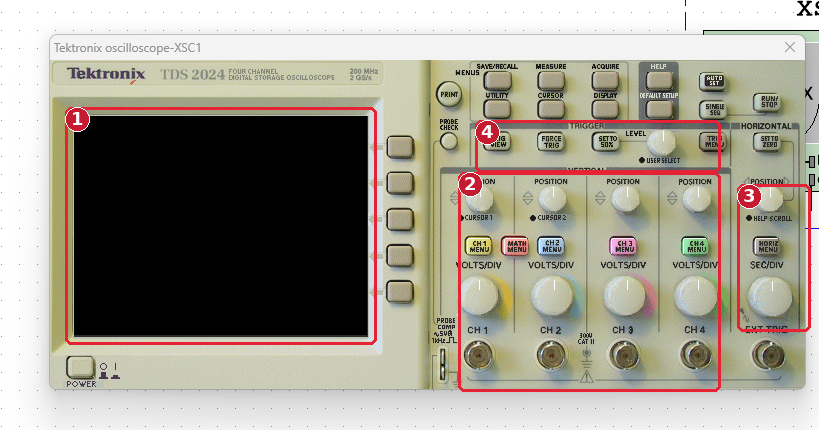 XS
Tektronix oscilloscope-XSC1
Tektronix TDS 2024 FOUR CHANNEL DIGITAL STORAGE OSCILLOSCOPE 200 MHz 2 GS/s
MENUS SAVE/RECALL MEASURE ACQUIRE HELP
PRINT UTILITY CURSOR DISPLAY DEFAULT SETUP
AUTO SET RUN/STOP
SINGLE SEQ
PROBE CHECK
TRIGGER HORIZONTAL
1
4
VIEW FORCE TRIG SET TO 50% LEVEL TRIG MENU SET TO ZERO
USER SELECT
VERTICAL
2
POSITION POSITION POSITION POSITION
3
CURSOR 1 CURSOR 2 HELP SCROLL
CH 1 MENU MATH MENU CH 2 MENU CH 3 MENU CH 4 MENU HORIZ MENU
VOLTS/DIV VOLTS/DIV VOLTS/DIV VOLTS/DIV SEC/DIV
PROBE COMP
~5V@
1kHz
CH 1 CH 2 CH 3 CH 4 EXT TRIG
300V
CAT II
POWER